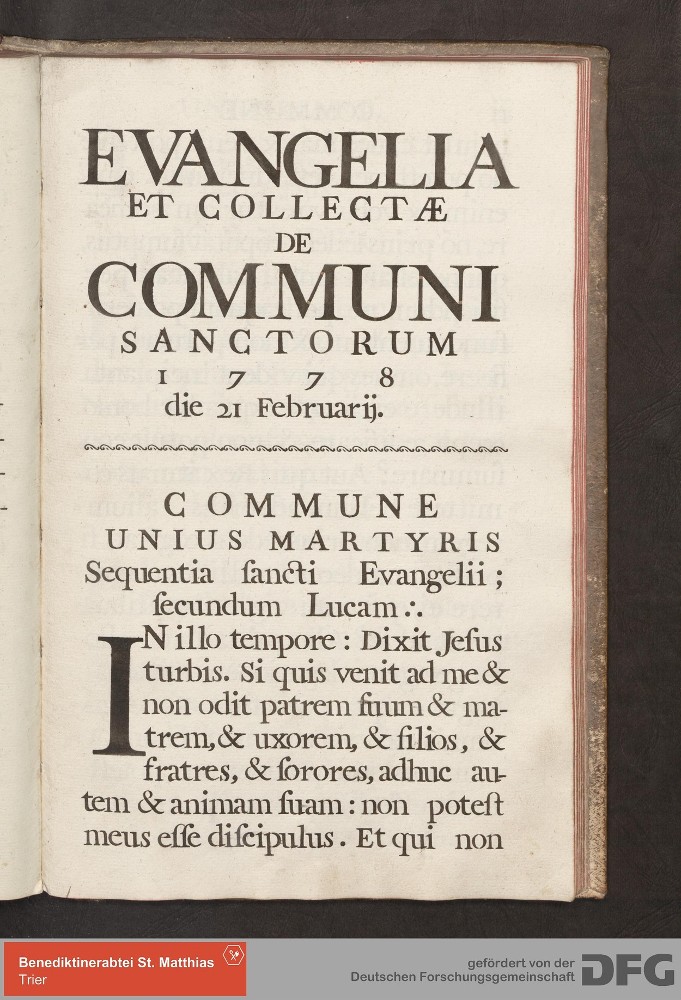 EVANGELIA
ET COLLECTÆ
DE
COMMUNI
SANCTORUM
1 7 7 8
die 21 Februarij.
COMMUNE
UNIUS MARTYRIS
Sequentia ſancti Evangelii ;
ſecundum Lucam ∴
IN illo tempore : Dixit Jeſus
turbis. Si quis venit ad me &
non odit patrem ſuum & ma-
trem, & uxorem, & filios, &
fratres, & ſorores, adhuc au-
tem & animam ſuam : non poteſt
meus eſſe diſcipulus. Et qui non
Benediktinerabtei St. Matthias
Trier
gefördert von der
Deutschen Forschungsgemeinschaft
DFG